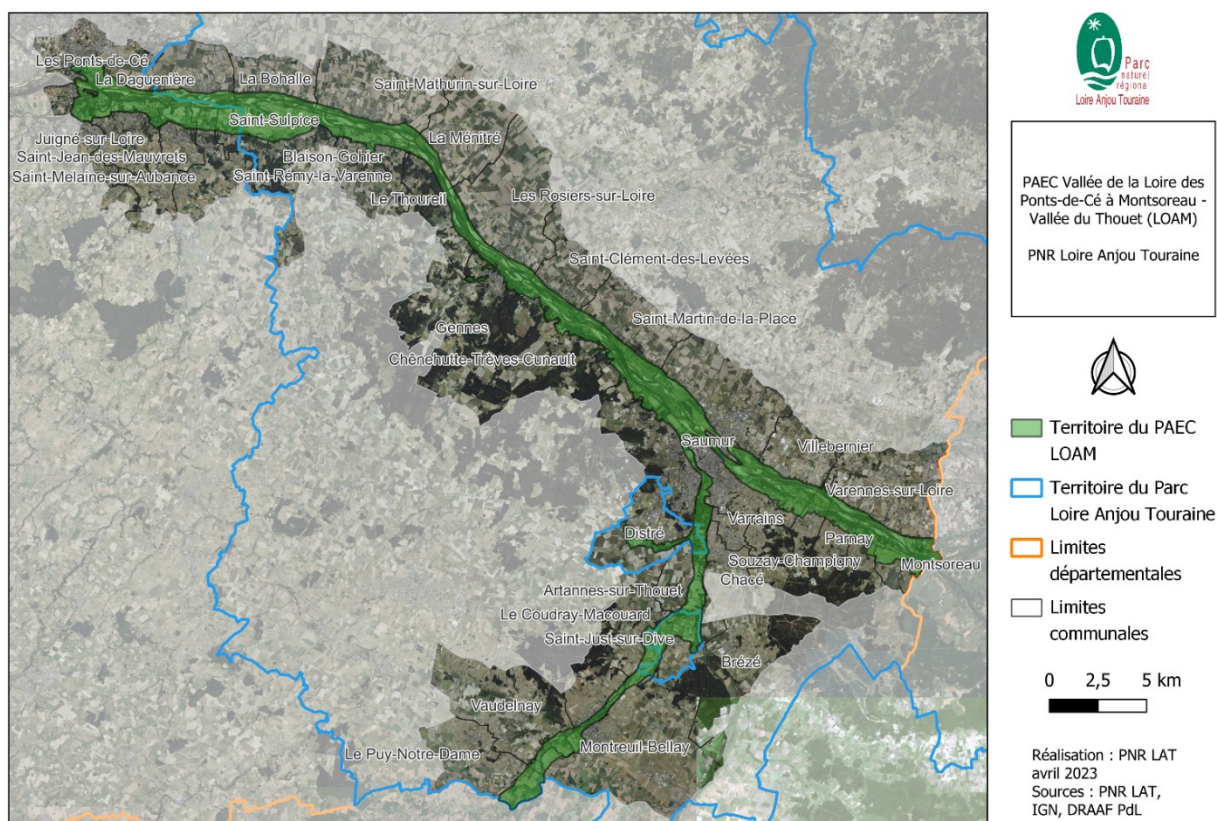 Les Ponts-de-Cé
La Daguenière
La Bohalle
Saint-Mathurin-sur-Loire
Saint-Sulpice
La Ménitré
Juigné-sur-Loire
Saint-Jean-des-Mauvrets
Blaison-Gohier
Saint-Melaine-sur-Aubance
Saint-Rémy-la-Varenne
Le Thoureil
Les Rosiers-sur-Loire
Saint-Clément-des-Levées
Saint-Martin-de-la-Place
Gennes
Chênehutte-Trèves-Cunault
Saumur
Villebernier
Varennes-sur-Loire
Varrains
Distré
Parnay
Souzay-Champigny
Montsoreau
Chacé
Artannes-sur-Thouet
Le Coudray-Macouard
Saint-Just-sur-Dive
Brézé
Vaudelnay
Le Puy-Notre-Dame
Montreuil-Bellay
Parc
naturel
régional
Loire Anjou Touraine
PAEC Vallée de la Loire des
Ponts-de-Cé à Montsoreau -
Vallée du Thouet (LOAM)
PNR Loire Anjou Touraine
Territoire du PAEC
LOAM
Territoire du Parc
Loire Anjou Touraine
Limites
départementales
Limites
communales
0 2,5 5 km
Réalisation : PNR LAT
avril 2023
Sources : PNR LAT,
IGN, DRAAF PdL